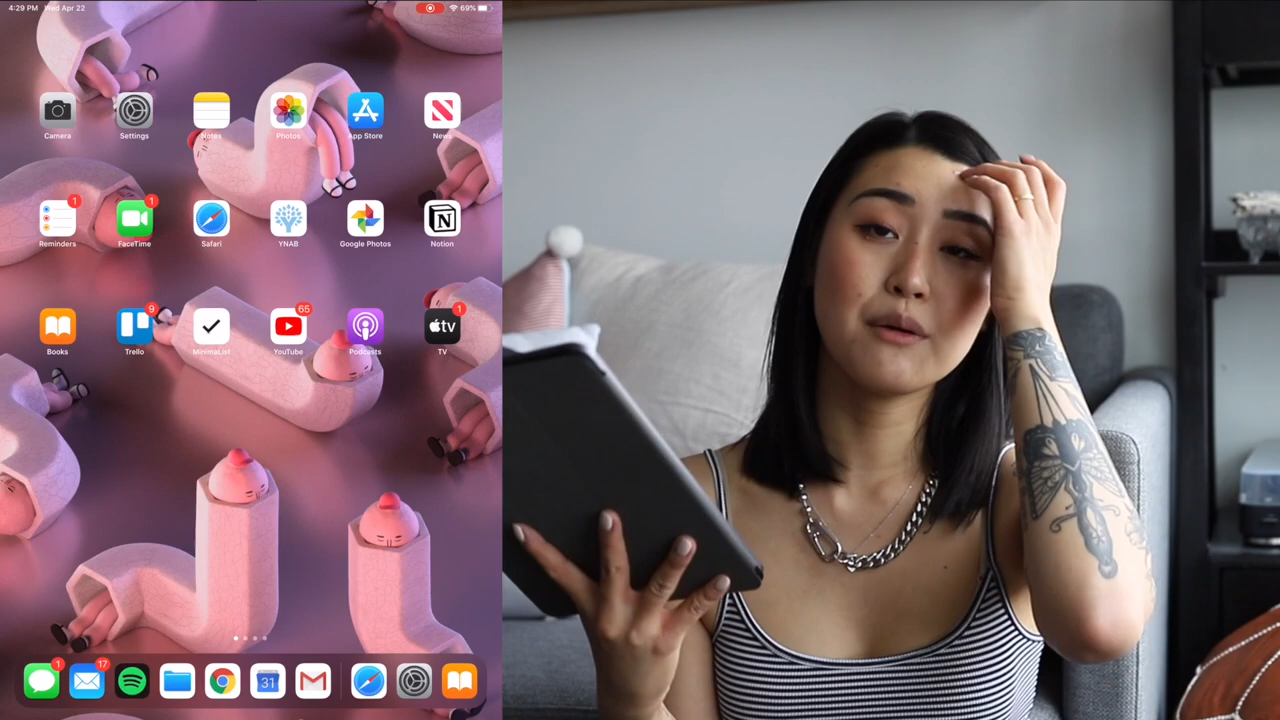 4:29 PM Wed Apr 22 69%
Camera Settings Notes Photos App Store News
1 1
Reminders FaceTime Safari YNAB Google Photos Notion
9 65 1
tv
Books Trello MinimaList YouTube Podcasts TV
1 17 31